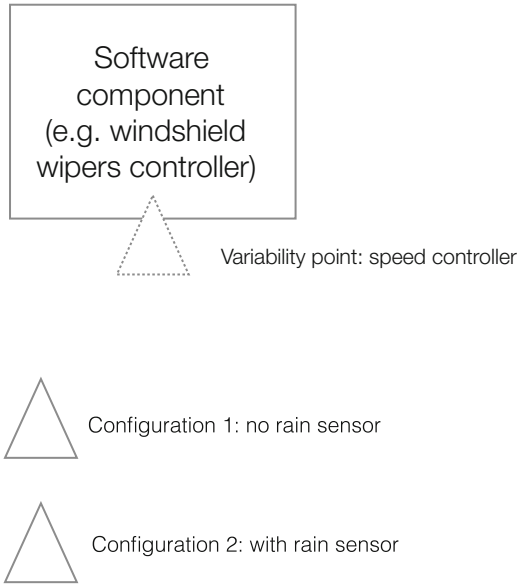 Software
component
(e.g. windshield
wipers controller)
Variability point: speed controller
Configuration 1: no rain sensor
Configuration 2: with rain sensor